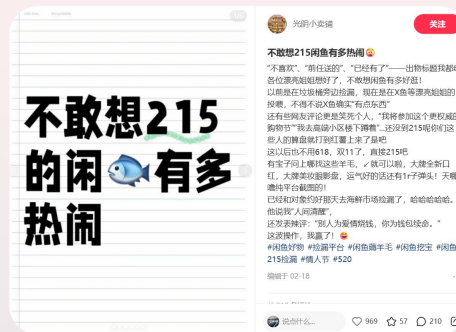 不敢想215
的闲🐟有多
热闹
光阴小卖铺
关注
不敢想215闲鱼有多热闹😜
"不喜欢"、"前任送的"、"已经有了"——出物标题我都
各位漂亮姐姐想好了，不敢想闲鱼有多好逛！
以前是在垃圾桶旁边捡漏，现在是在X鱼等漂亮姐姐的
投喂，不得不说X鱼确实"有点东西"
还有些网友评论更是笑死个人，"我将参加这个更权威
购物节""我去高端小区楼下蹲着"...还没到215呢你们这
些人的算盘就打到红薯上来了是吧
这以后也不用618，双11了，直接215吧
有宝子问上哪找这些羊毛，↙就可以啦，大牌全新口
红，大牌美妆眼影盘，运气好的话还有1r子弹头！天哪
噜纯平台截图的！
已经和对象约好那天去海鲜市场捡漏了，哈哈哈哈哈。
他说我"人间清醒"，
还发表辣评："别人为爱情烧钱，你为钱包续命。"
这波操作，我赢了！😝
#闲鱼好物 #捡漏平台 #闲鱼薅羊毛 #闲鱼挖宝 #闲鱼
215捡漏 #情人节 #520
编辑于 02-18
说点什么...
969
57
210